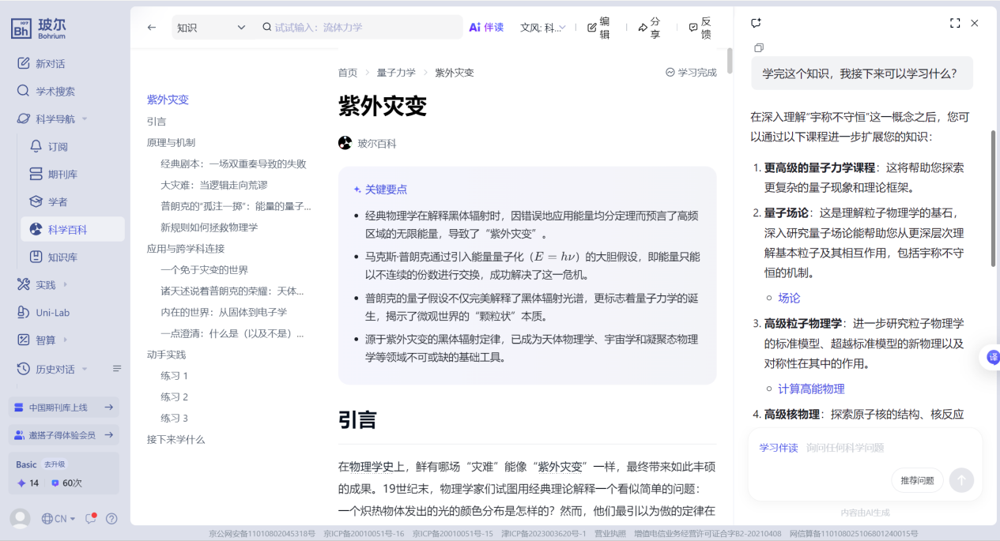 玻尔
Bohrium
新对话
学术搜索
科学导航
订阅
期刊库
学者
科学百科
知识库
实践
Uni-Lab
智算
历史对话
中国期刊库上线
邀搭子得体验会员
Basic 去升级
14 60次
CN
知识
试试输入：流体力学
Ai 伴读
文风: 科...
编辑
分享
反馈
紫外灾变
引言
原理与机制
经典剧本：一场双重奏导致的失败
大灾难：当逻辑走向荒谬
普朗克的“孤注一掷”：能量的量子...
新规则如何拯救物理学
应用与跨学科连接
一个免于灾变的世界
诸天述说着普朗克的荣耀：天体...
内在的世界：从固体到电子学
一点澄清：什么是（以及不是）...
动手实践
练习 1
练习 2
练习 3
接下来学什么
首页 > 量子力学 > 紫外灾变
学习完成
紫外灾变
玻尔百科
关键要点
• 经典物理学在解释黑体辐射时，因错误地应用能量均分定理而预言了高频
区域的无限能量，导致了“紫外灾变”。
• 马克斯·普朗克通过引入能量量子化（E = hν）的大胆假设，即能量只能
以不连续的份数进行交换，成功解决了这一危机。
• 普朗克的量子假设不仅完美解释了黑体辐射光谱，更标志着量子力学的诞
生，揭示了微观世界的“颗粒状”本质。
• 源于紫外灾变的黑体辐射定律，已成为天体物理学、宇宙学和凝聚态物理
学等领域不可或缺的基础工具。
引言
在物理学史上，鲜有哪场“灾难”能像“紫外灾变”一样，最终带来如此丰硕
的成果。19世纪末，物理学家们试图用经典理论解释一个看似简单的问题：
一个炽热物体发出的光的颜色分布是怎样的？然而，他们最引以为傲的定律在
学完这个知识，我接下来可以学习什么？
在深入理解“宇称不守恒”这一概念之后，您可
以通过以下课程进一步扩展您的知识：
1. 更高级的量子力学课程：这将帮助您探索
更复杂的量子现象和理论框架。
2. 量子场论：这是理解粒子物理学的基石，
深入研究量子场论能帮助您从更深层次理
解基本粒子及其相互作用，包括宇称不守
恒的机制。
场论
3. 高级粒子物理学：进一步研究粒子物理学
的标准模型、超越标准模型的新物理以及
对称性在其中的作用。
计算高能物理
4. 高级核物理：探索原子核的结构、核反应
译
学习伴读 询问任何科学问题
推荐问题
内容由AI生成
京公网安备11010802045318号 京ICP备20010051号-16 京ICP备20010051号-15 津ICP备2023003620号-1 营业执照 增值电信业务经营许可证合字B2-20210408 网信算备110108025106801240015号